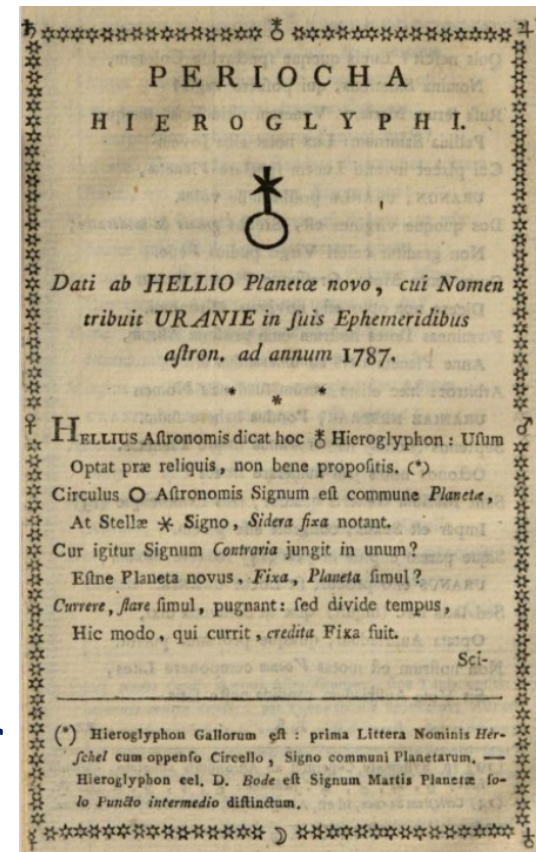 PERIOCHA
HIEROGLYPHI.
Dati ab HELLIO Planetæ novo, cui Nomen
tribuit URANIE in ſuis Ephemeridibus
aſtron. ad annum 1787.
HELLIUS Aſtronomis dicat hoc ⛢ Hieroglyphon: Uſum
Optat præ reliquis, non bene propoſitis. (*)
Circulus O Aſtronomis Signum eſt commune Planetæ,
At Stellæ ⚹ Signo, Sidera fixa notant.
Cur igitur Signum Contraria jungit in unum?
Eſtne Planeta novus, Fixa, Planeta ſimul?
Currere, ſtare ſimul, pugnant: ſed divide tempus,
Hic modo, qui currit, credita Fixa fuit.
Sci-
(*) Hieroglyphon Gallorum eſt: prima Littera Nominis Her-
ſchel cum oppenſo Circello, Signo communi Planetarum. —
Hieroglyphon cel. D. Bode eſt Signum Martis Planetæ ſo-
lo Puncto intermedio diſtinctum.